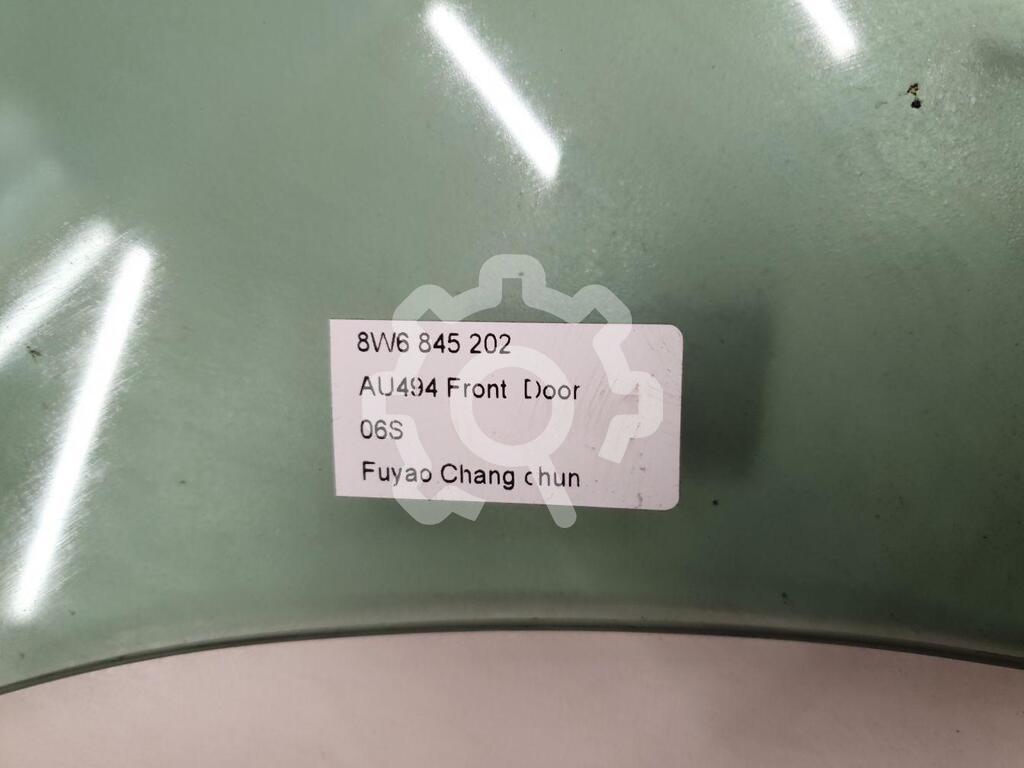 8W6 845 202
AU494 Front Door
06S
Fuyao Chang chun